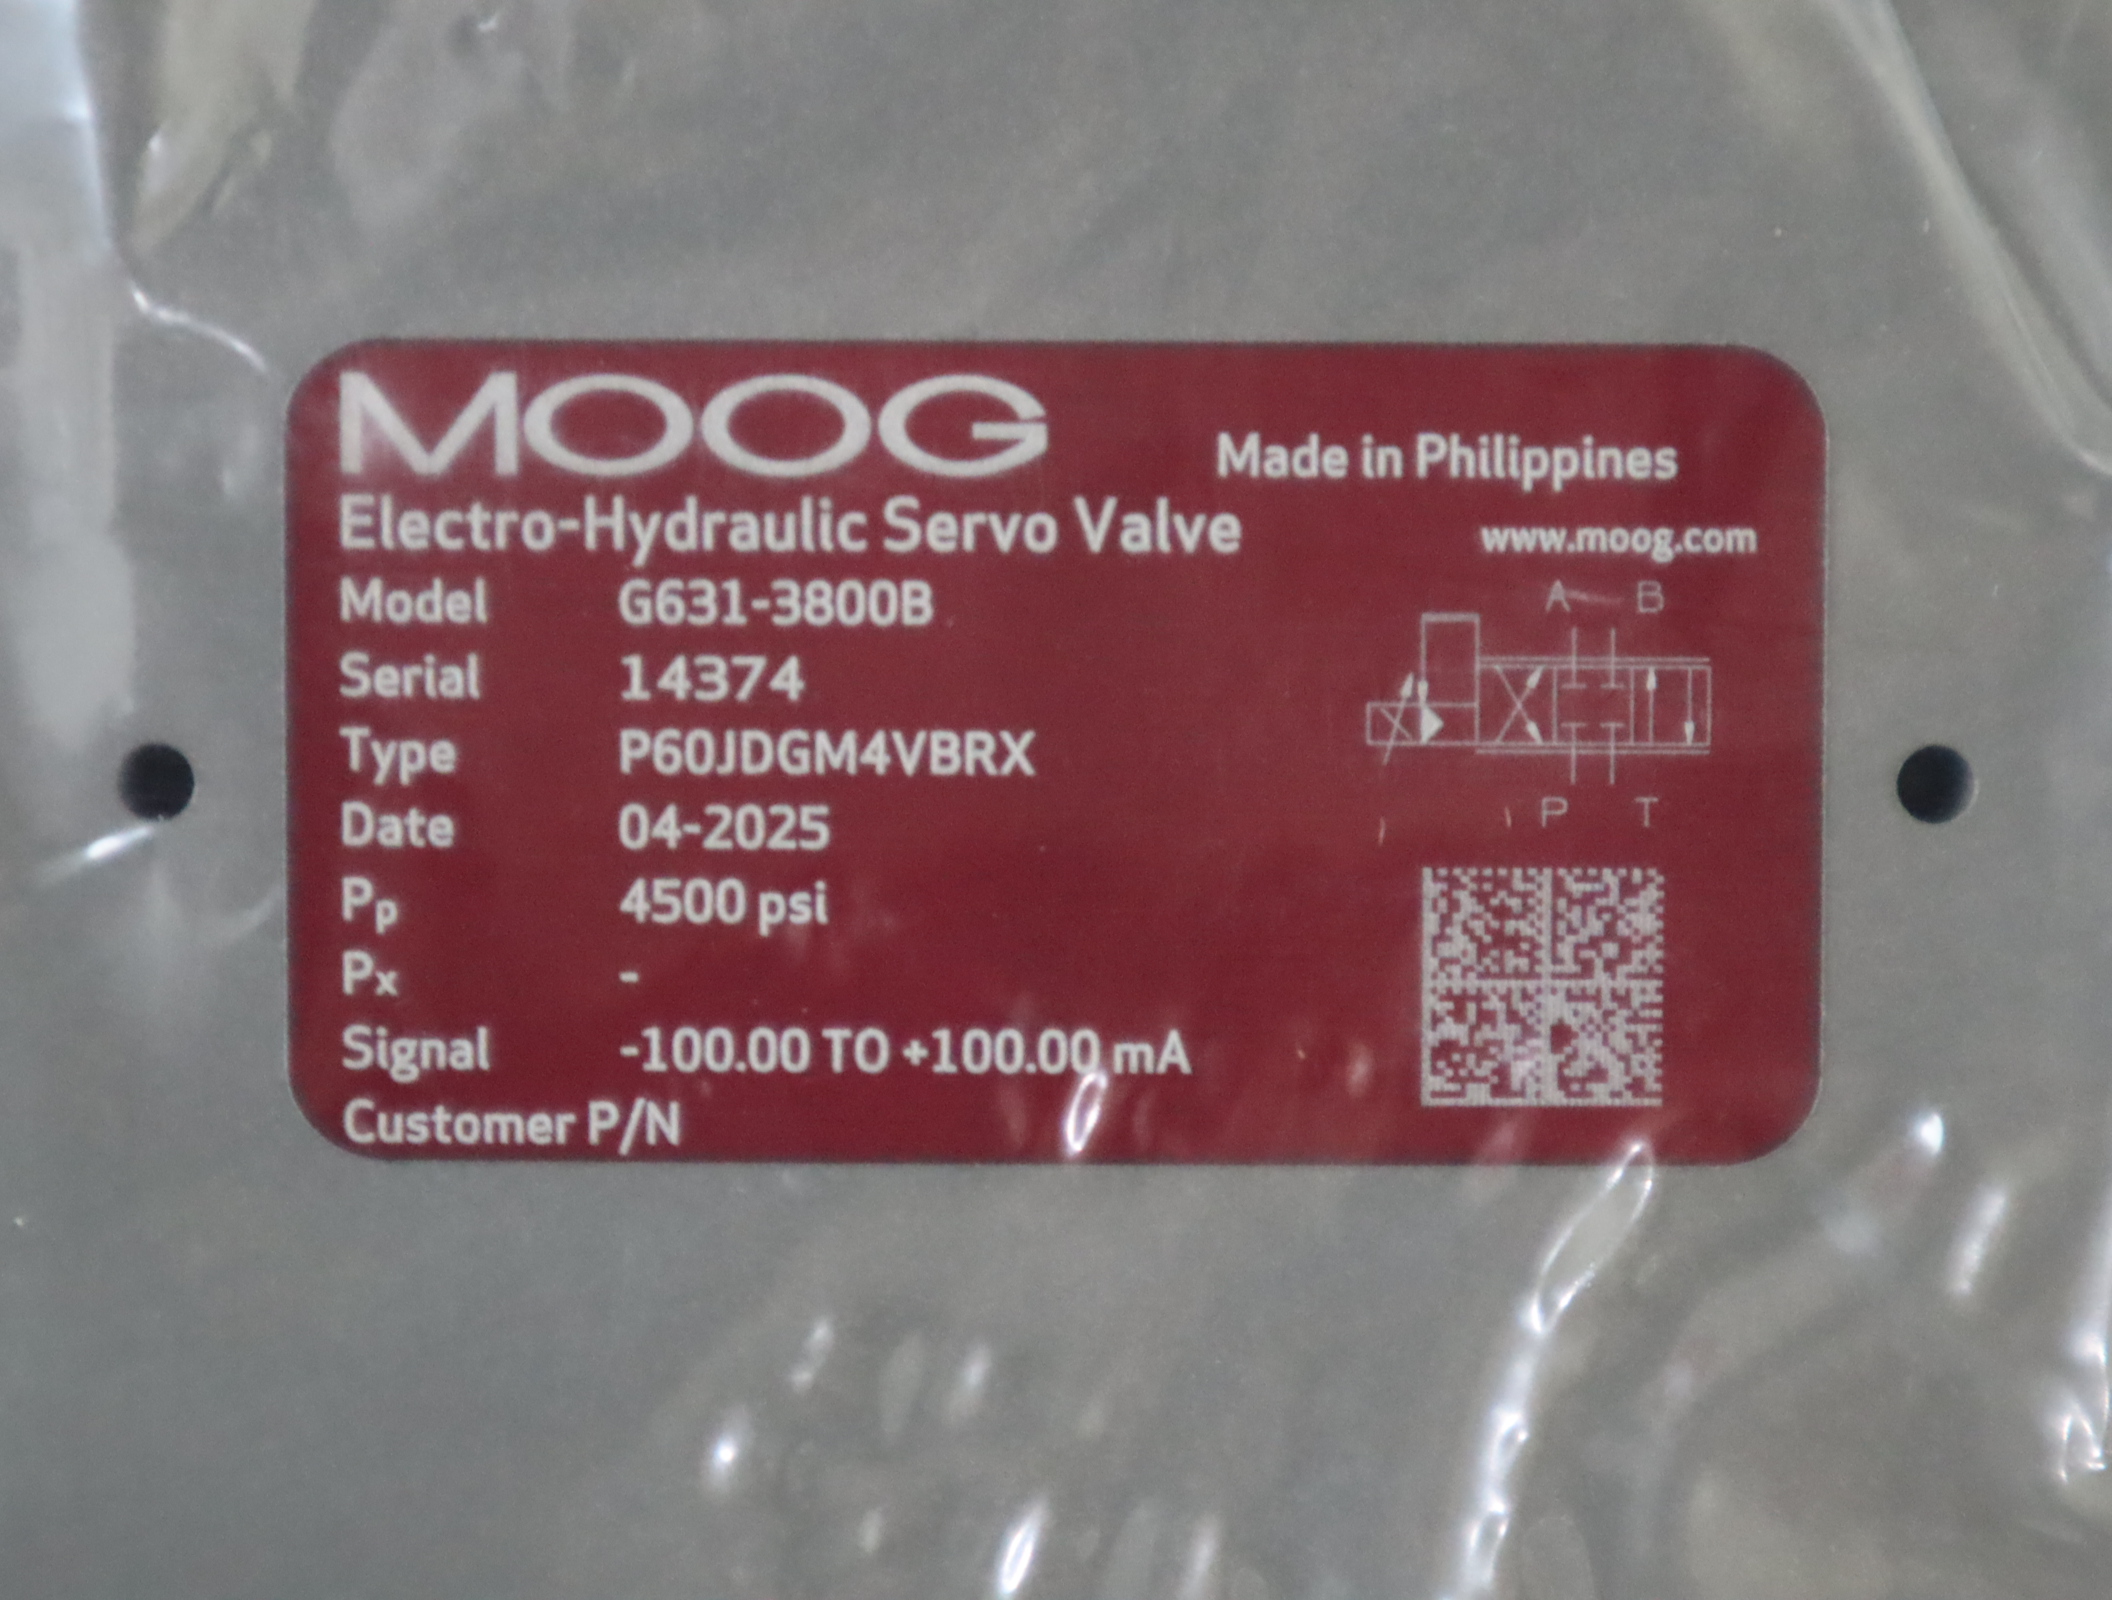 MOOG
Made in Philippines
Electro-Hydraulic Servo Valve
www.moog.com
Model G631-3800B
Serial 14374
Type P60JDGM4VBRX
Date 04-2025
Pp 4500 psi
Px -
Signal -100.00 TO +100.00 mA
Customer P/N
A B
P T